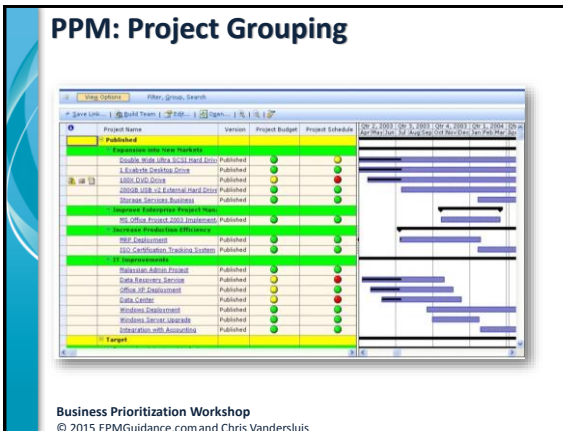 PPM: Project Grouping
View Options Filter, Group, Search
Save Link... | Build Team | Edit... | Open... |
Project Name Version Project Budget Project Schedule Qtr 2, 2003 Qtr 3, 2003 Qtr 4, 2003 Qtr 1, 2004
Apr May Jun Jul Aug Sep Oct Nov Dec Jan Feb Mar
Published
Expansion into New Markets
Double Wide Ultra SCSI Hard Driv Published
1 Exabyte Desktop Drive Published
100X DVD Drive Published
200GB USB v2 External Hard Drive Published
Storage Services Business Published
Improve Enterprise Project Mana
MS Office Project 2003 Implement Published
Increase Production Efficiency
MRP Deployment Published
ISO Certification Tracking System Published
IT Improvements
Malassian Admin Project Published
Data Recovery Service Published
Office XP Deployment Published
Data Center Published
Windows Deployment Published
Windows Server Upgrade Published
Integration with Accounting Published
Target
Business Prioritization Workshop
© 2015 EPMGuidance.com and Chris Vandersluis